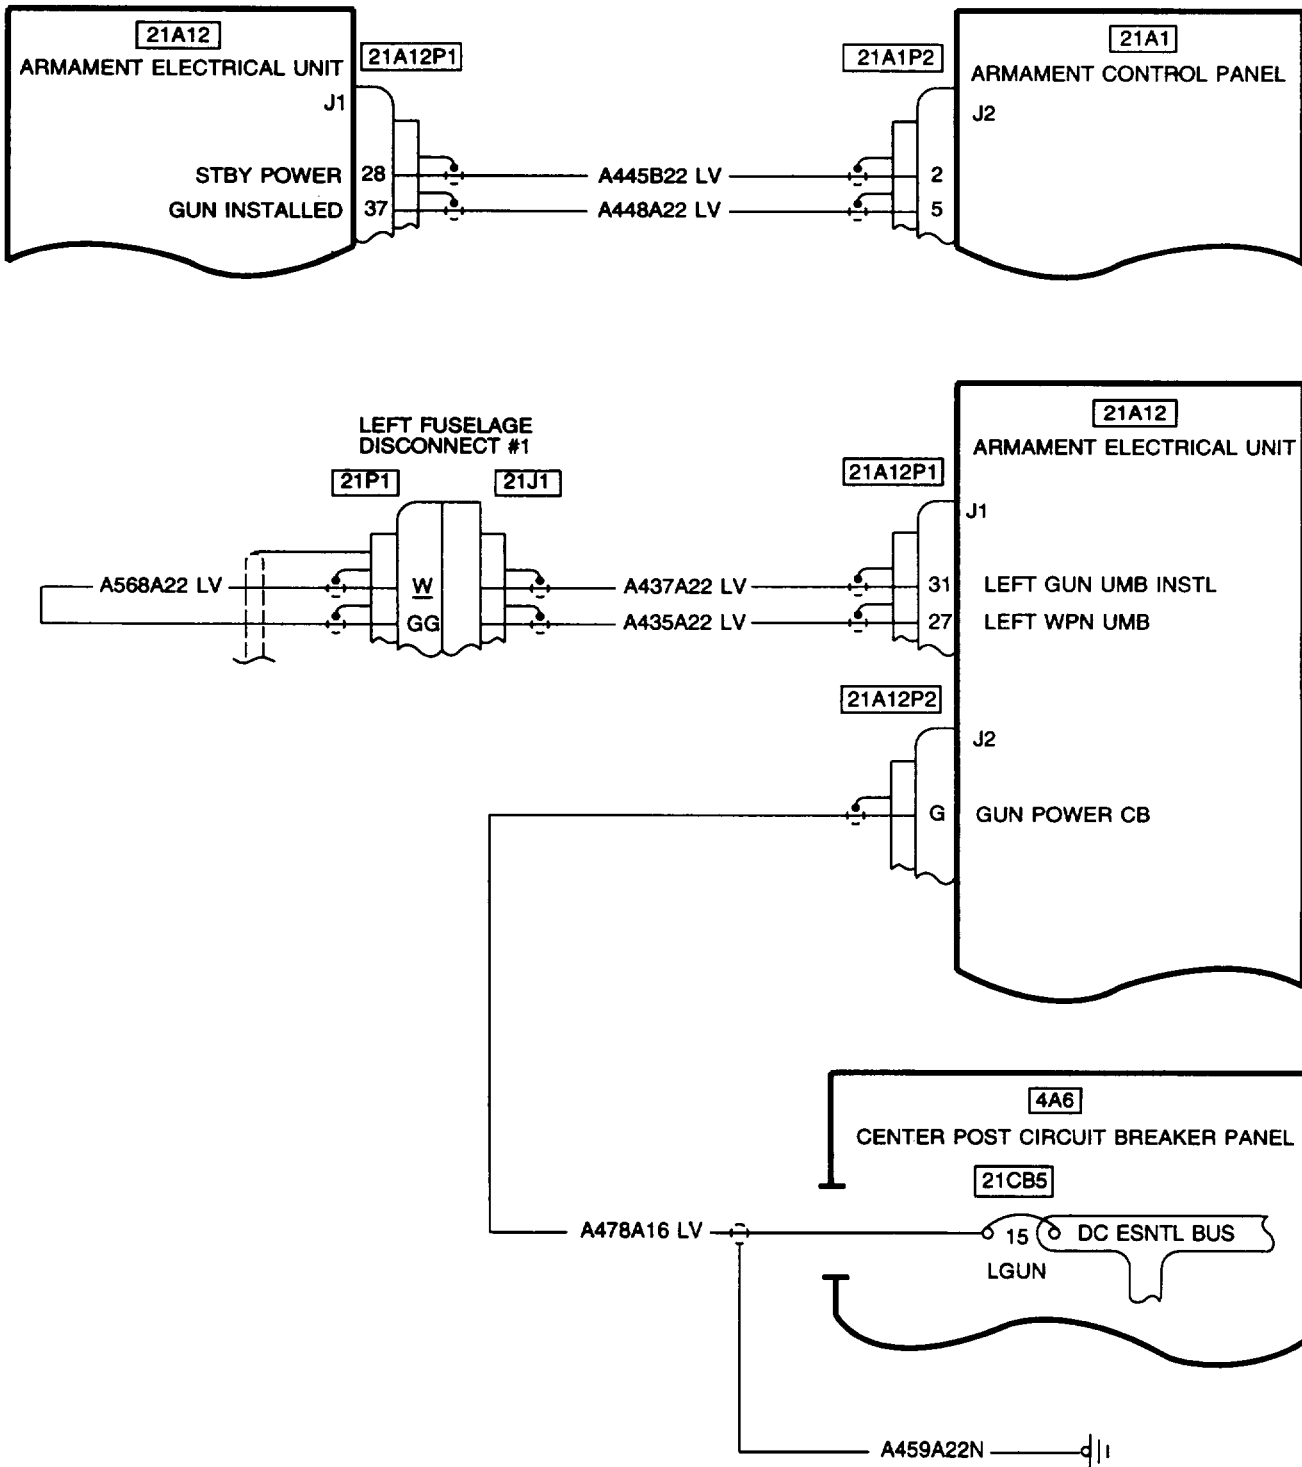 21A12
ARMAMENT ELECTRICAL UNIT
21A12P1
J1
STBY POWER 28
GUN INSTALLED 37
A445B22 LV
A448A22 LV
21A1P2
21A1
ARMAMENT CONTROL PANEL
J2
2
5
LEFT FUSELAGE
DISCONNECT #1
21P1
21J1
A568A22 LV
W
GG
A437A22 LV
A435A22 LV
21A12
ARMAMENT ELECTRICAL UNIT
21A12P1
J1
31 LEFT GUN UMB INSTL
27 LEFT WPN UMB
21A12P2
J2
G GUN POWER CB
4A6
CENTER POST CIRCUIT BREAKER PANEL
21CB5
A478A16 LV
15
DC ESNTL BUS
LGUN
A459A22N